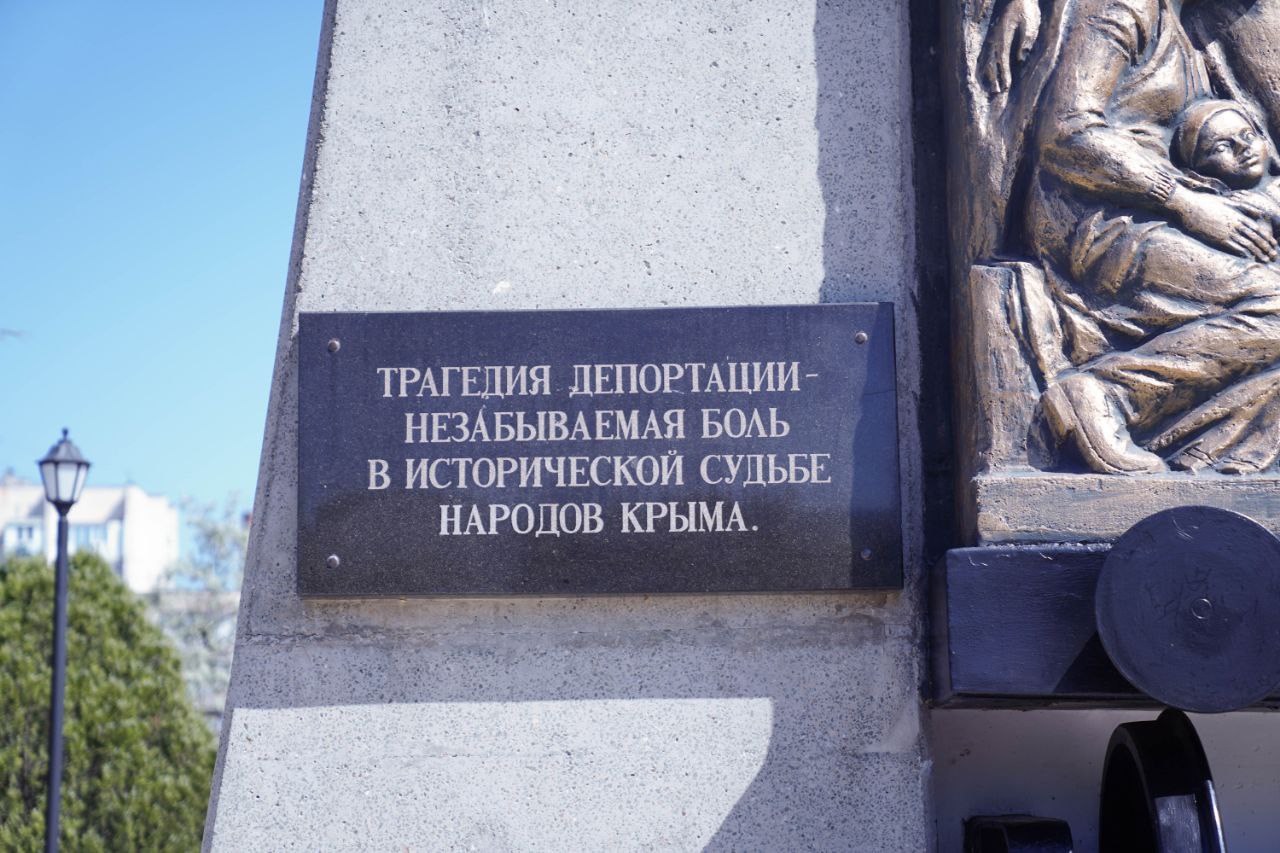 ТРАГЕДИЯ ДЕПОРТАЦИИ-
НЕЗАБЫВАЕМАЯ БОЛЬ
В ИСТОРИЧЕСКОЙ СУДЬБЕ
НАРОДОВ КРЫМА.